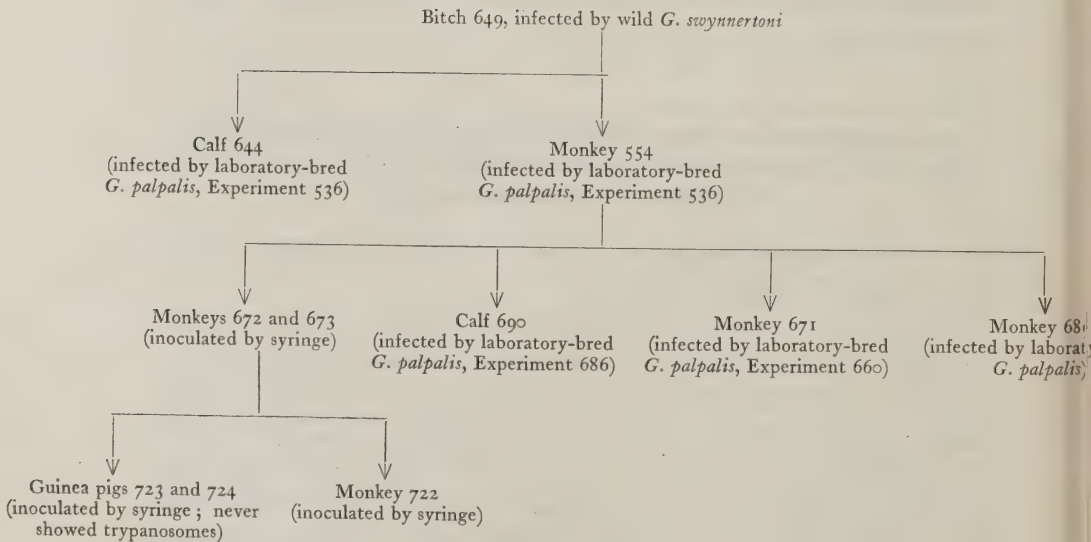 Bitch 649, infected by wild G. swynnertoni
Calf 644
(infected by laboratory-bred
G. palpalis, Experiment 536)
Monkey 554
(infected by laboratory-bred
G. palpalis, Experiment 536)
Monkeys 672 and 673
(inoculated by syringe)
Calf 690
(infected by laboratory-bred
G. palpalis, Experiment 686)
Monkey 671
(infected by laboratory-bred
G. palpalis, Experiment 660)
Monkey
(infected by
G. palpalis)
Guinea pigs 723 and 724
(inoculated by syringe ; never
showed trypanosomes)
Monkey 722
(inoculated by syringe)